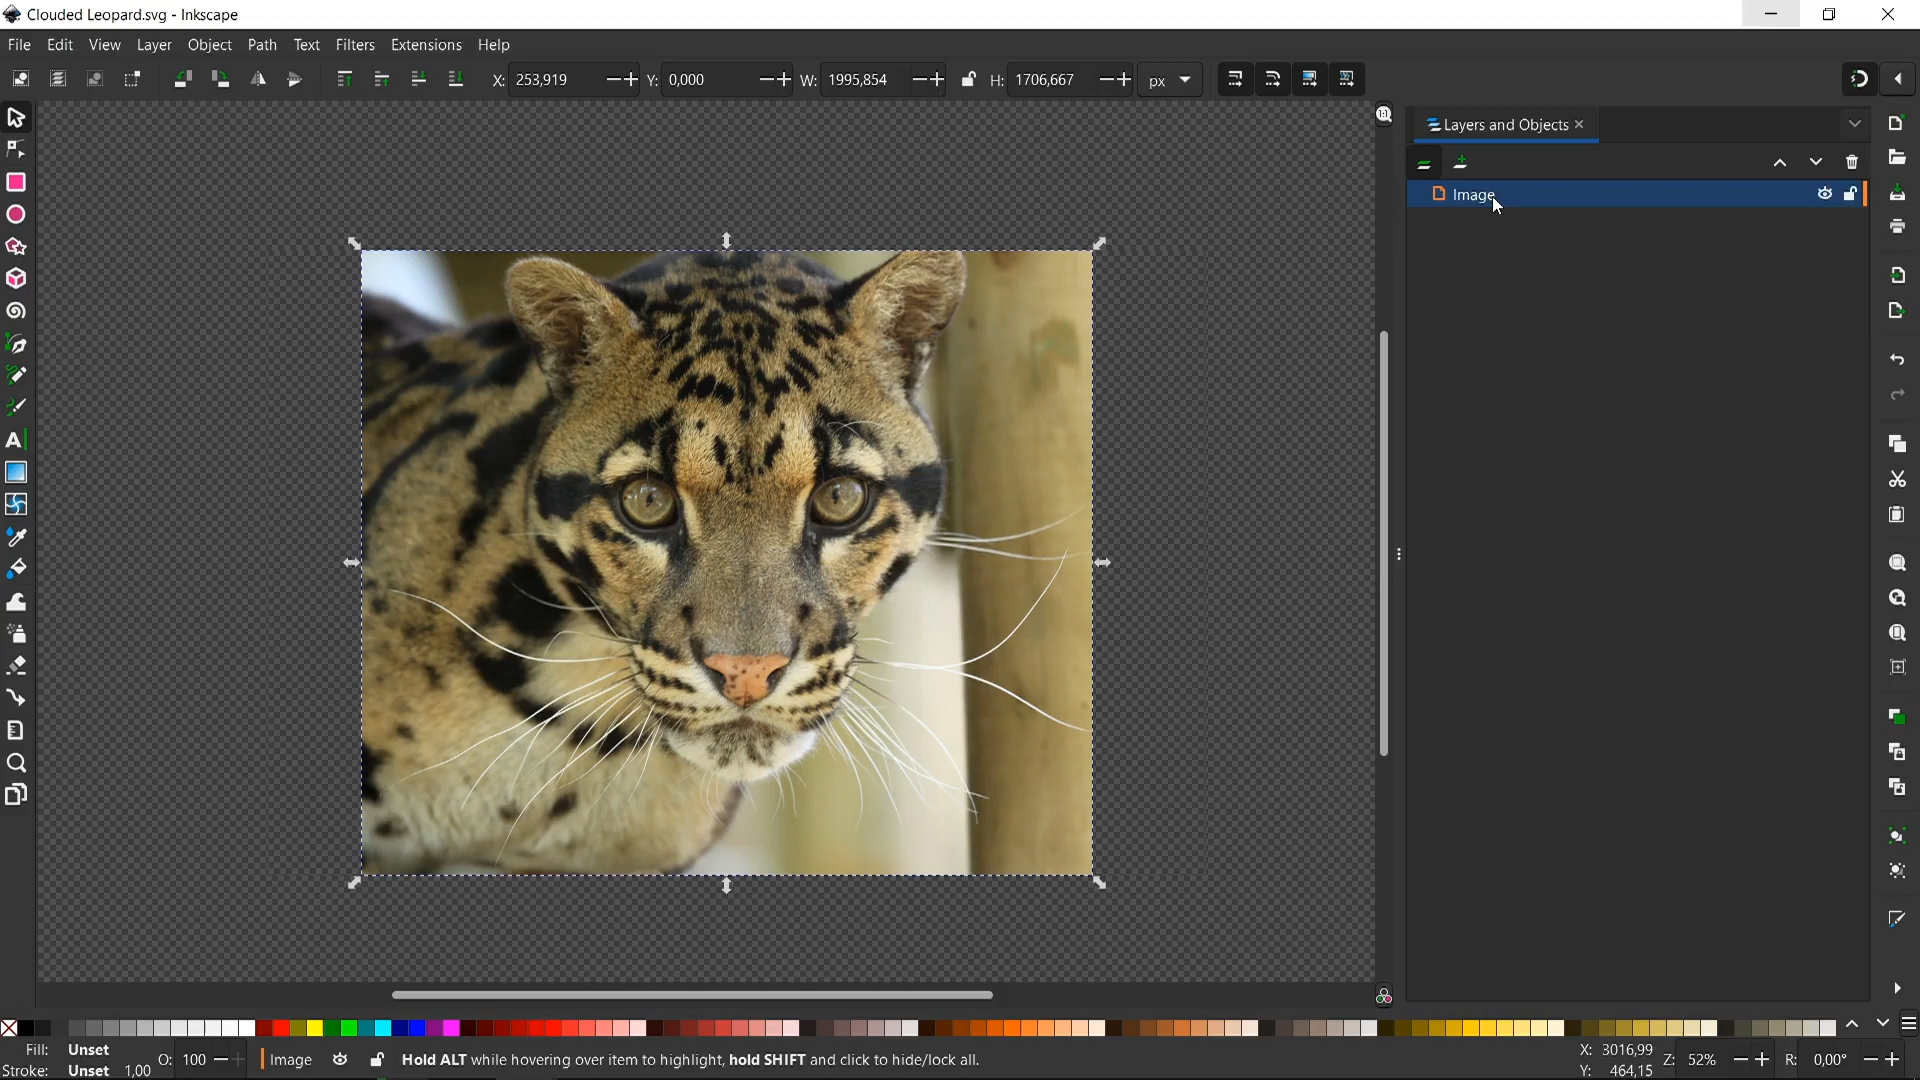 Clouded Leopard.svg - Inkscape
File Edit View Layer Object Path Text Filters Extensions Help
X: 253,919 Y: 0,000 W: 1995,854 H: 1706,667 px
1:1
Layers and Objects
Image
Fill: Unset O: 100 Image Hold ALT while hovering over item to highlight, hold SHIFT and click to hide/lock all. X: 3016,99 Z: 52% R: 0,00°
Stroke: Unset 1,00 Y: 464,15